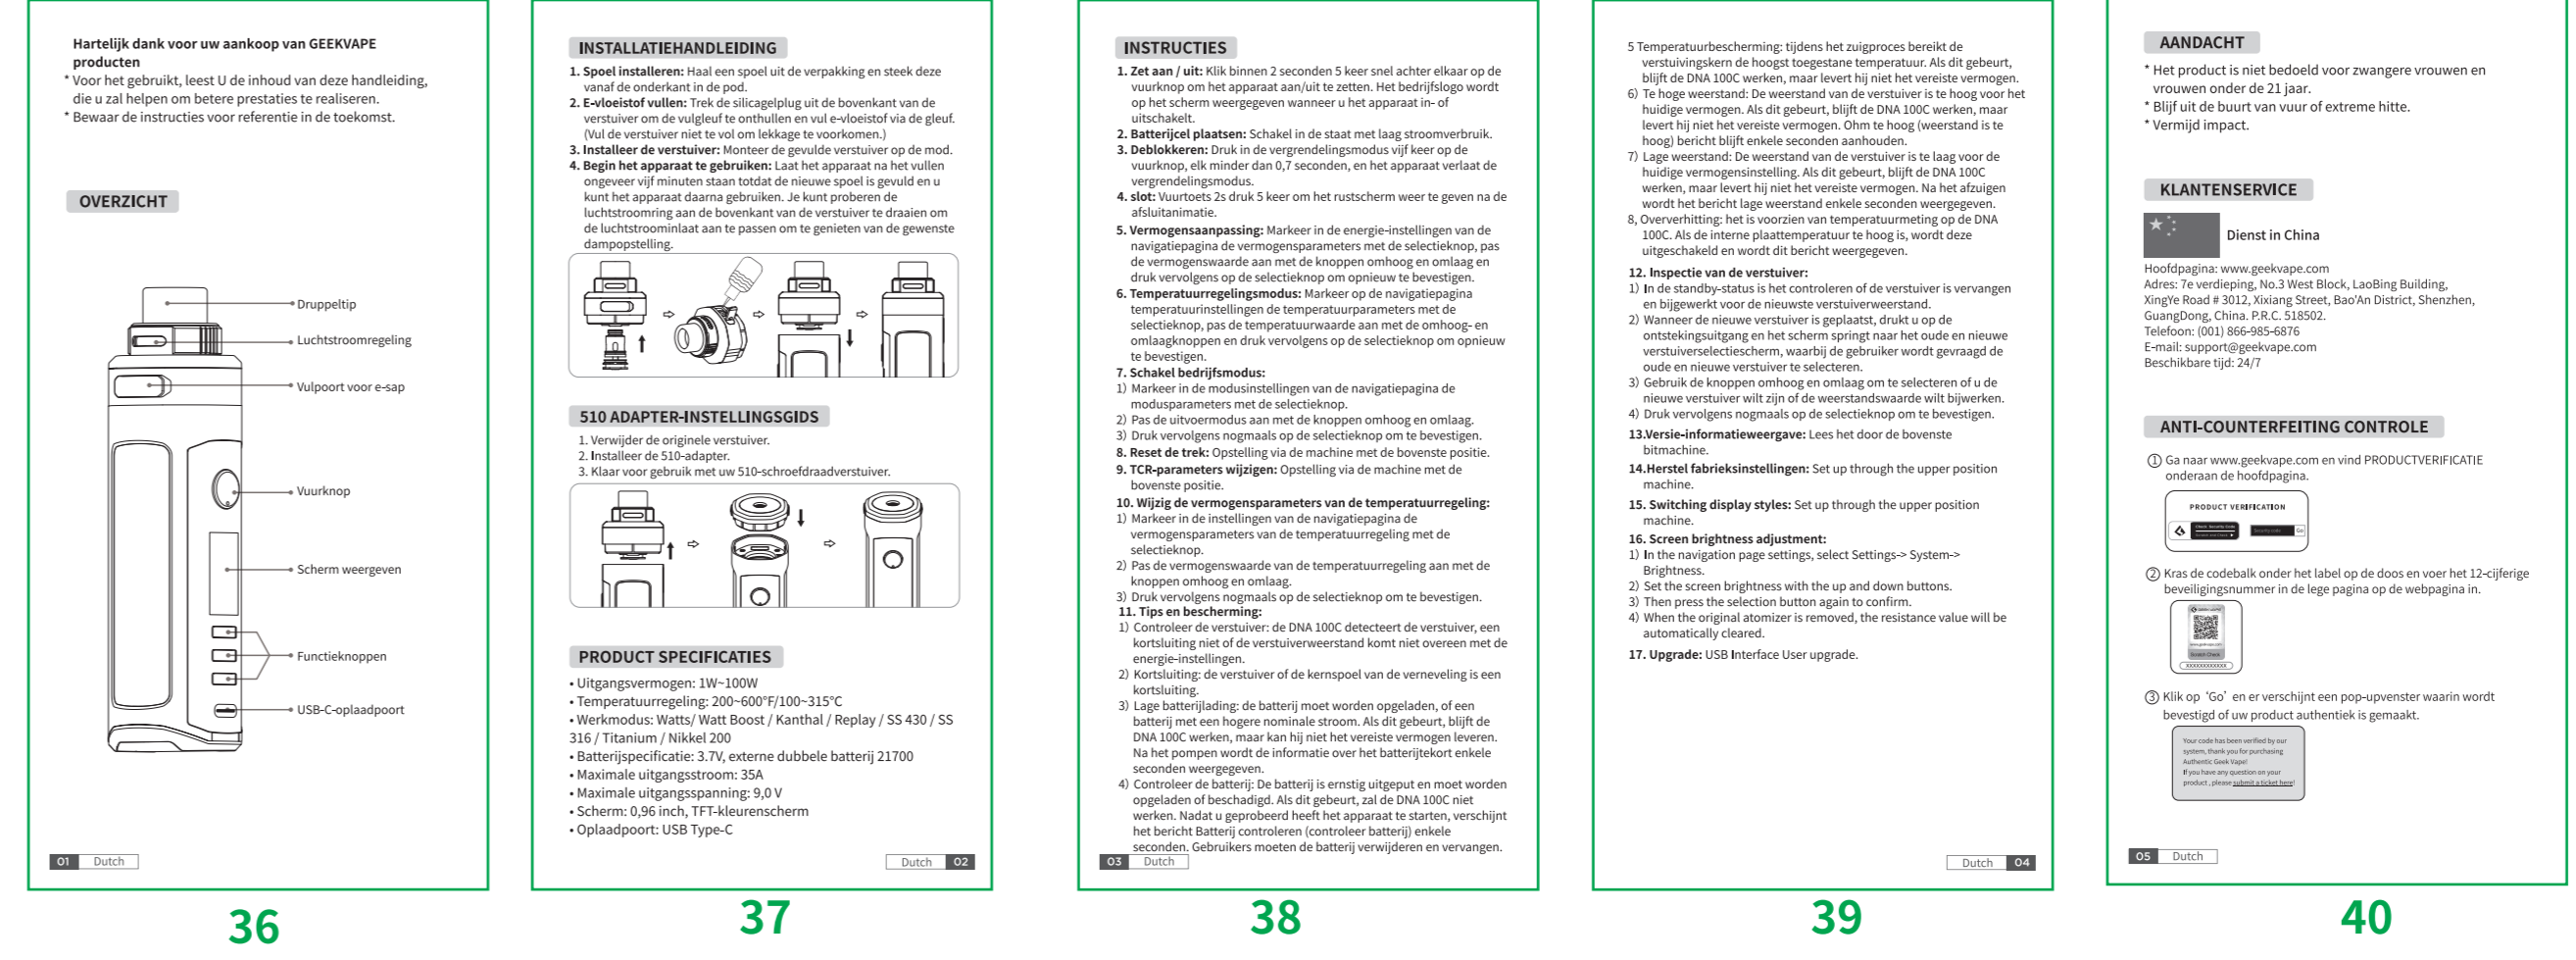 Hartelijk dank voor uw aankoop van GEEKVAPE
producten
* Voor het gebruikt, leest U de inhoud van deze handleiding,
die u zal helpen om betere prestaties te realiseren.
* Bewaar de instructies voor referentie in de toekomst.
OVERZICHT
Druppeltip
Luchtstroomregeling
Vulpoort voor e-sap
Vuurknop
Scherm weergeven
Functieknoppen
USB-C-oplaadpoort
01 Dutch
36
INSTALLATIEHANDLEIDING
1. Spoel installeren: Haal een spoel uit de verpakking en steek deze
vanaf de onderkant in de pod.
2. E-vloeistof vullen: Trek de silicagelplug uit de bovenkant van de
verstuiver om de vulgleuf te onthullen en vul e-vloeistof via de gleuf.
(Vul de verstuiver niet te vol om lekkage te voorkomen.)
3. Installeer de verstuiver: Monteer de gevulde verstuiver op de mod.
4. Begin het apparaat te gebruiken: Laat het apparaat na het vullen
ongeveer vijf minuten staan totdat de nieuwe spoel is gevuld en u
kunt het apparaat daarna gebruiken. Je kunt proberen de
luchtstroomring aan de bovenkant van de verstuiver te draaien om
de luchtstroominlaat aan te passen om te genieten van de gewenste
dampopstelling.
510 ADAPTER-INSTELLINGSGIDS
1. Verwijder de originele verstuiver.
2. Installeer de 510-adapter.
3. Klaar voor gebruik met uw 510-schroefdraadverstuiver.
PRODUCT SPECIFICATIES
• Uitgangsvermogen: 1W~100W
• Temperatuurregeling: 200~600°F/100~315°C
• Werkmodus: Watts/ Watt Boost / Kanthal / Replay / SS 430 / SS
316 / Titanium / Nikkel 200
• Batterijspecificatie: 3.7V, externe dubbele batterij 21700
• Maximale uitgangsstroom: 35A
• Maximale uitgangsspanning: 9,0 V
• Scherm: 0,96 inch, TFT-kleurenscherm
• Oplaadpoort: USB Type-C
Dutch 02
37
INSTRUCTIES
1. Zet aan / uit: Klik binnen 2 seconden 5 keer snel achter elkaar op de
vuurknop om het apparaat aan/uit te zetten. Het bedrijfslogo wordt
op het scherm weergegeven wanneer u het apparaat in- of
uitschakelt.
2. Batterijcel plaatsen: Schakel in de staat met laag stroomverbruik.
3. Deblokkeren: Druk in de vergrendelingsmodus vijf keer op de
vuurknop, elk minder dan 0,7 seconden, en het apparaat verlaat de
vergrendelingsmodus.
4. slot: Vuurtoets 2s druk 5 keer om het rustscherm weer te geven na de
afsluitanimatie.
5. Vermogensaanpassing: Markeer in de energie-instellingen van de
navigatiepagina de vermogensparameters met de selectieknop, pas
de vermogenswaarde aan met de knoppen omhoog en omlaag en
druk vervolgens op de selectieknop om opnieuw te bevestigen.
6. Temperatuurregelingsmodus: Markeer op de navigatiepagina
temperatuurinstellingen de temperatuurparameters met de
selectieknop, pas de temperatuurwaarde aan met de omhoog- en
omlaagknoppen en druk vervolgens op de selectieknop om opnieuw
te bevestigen.
7. Schakel bedrijfsmodus:
1) Markeer in de modusinstellingen van de navigatiepagina de
modusparameters met de selectieknop.
2) Pas de uitvoermodus aan met de knoppen omhoog en omlaag.
3) Druk vervolgens nogmaals op de selectieknop om te bevestigen.
8. Reset de trek: Opstelling via de machine met de bovenste positie.
9. TCR-parameters wijzigen: Opstelling via de machine met de
bovenste positie.
10. Wijzig de vermogensparameters van de temperatuurregeling:
1) Markeer in de instellingen van de navigatiepagina de
vermogensparameters van de temperatuurregeling met de
selectieknop.
2) Pas de vermogenswaarde van de temperatuurregeling aan met de
knoppen omhoog en omlaag.
3) Druk vervolgens nogmaals op de selectieknop om te bevestigen.
11. Tips en bescherming:
1) Controleer de verstuiver: de DNA 100C detecteert de verstuiver, een
kortsluiting niet of de verstuiverweerstand komt niet overeen met de
energie-instellingen.
2) Kortsluiting: de verstuiver of de kernspoel van de verneveling is een
kortsluiting.
3) Lage batterijlading: de batterij moet worden opgeladen, of een
batterij met een hogere nominale stroom. Als dit gebeurt, blijft de
DNA 100C werken, maar kan hij niet het vereiste vermogen leveren.
Na het pompen wordt de informatie over het batterijtekort enkele
seconden weergegeven.
4) Controleer de batterij: De batterij is ernstig uitgeput en moet worden
opgeladen of beschadigd. Als dit gebeurt, zal de DNA 100C niet
werken. Nadat u geprobeerd heeft het apparaat te starten, verschijnt
het bericht Batterij controleren (controleer batterij) enkele
seconden. Gebruikers moeten de batterij verwijderen en vervangen.
03 Dutch
38
5 Temperatuurbescherming: tijdens het zuigproces bereikt de
verstuivingskern de hoogst toegestane temperatuur. Als dit gebeurt,
blijft de DNA 100C werken, maar levert hij niet het vereiste vermogen.
6) Te hoge weerstand: De weerstand van de verstuiver is te hoog voor het
huidige vermogen. Als dit gebeurt, blijft de DNA 100C werken, maar
levert hij niet het vereiste vermogen. Ohm te hoog (weerstand is te
hoog) bericht blijft enkele seconden aanhouden.
7) Lage weerstand: De weerstand van de verstuiver is te laag voor de
huidige vermogensinstelling. Als dit gebeurt, blijft de DNA 100C
werken, maar levert hij niet het vereiste vermogen. Na het afzuigen
wordt het bericht lage weerstand enkele seconden weergegeven.
8, Oververhitting: het is voorzien van temperatuurmeting op de DNA
100C. Als de interne plaattemperatuur te hoog is, wordt deze
uitgeschakeld en wordt dit bericht weergegeven.
12. Inspectie van de verstuiver:
1) In de standby-status is het controleren of de verstuiver is vervangen
en bijgewerkt voor de nieuwste verstuiverweerstand.
2) Wanneer de nieuwe verstuiver is geplaatst, drukt u op de
ontstekingsuitgang en het scherm springt naar het oude en nieuwe
verstuiverselectiescherm, waarbij de gebruiker wordt gevraagd de
oude en nieuwe verstuiver te selecteren.
3) Gebruik de knoppen omhoog en omlaag om te selecteren of u de
nieuwe verstuiver wilt zijn of de weerstandswaarde wilt bijwerken.
4) Druk vervolgens nogmaals op de selectieknop om te bevestigen.
13.Versie-informatieweergave: Lees het door de bovenste
bitmachine.
14.Herstel fabrieksinstellingen: Set up through the upper position
machine.
15. Switching display styles: Set up through the upper position
machine.
16. Screen brightness adjustment:
1) In the navigation page settings, select Settings-> System->
Brightness.
2) Set the screen brightness with the up and down buttons.
3) Then press the selection button again to confirm.
4) When the original atomizer is removed, the resistance value will be
automatically cleared.
17. Upgrade: USB Interface User upgrade.
Dutch 04
39
AANDACHT
* Het product is niet bedoeld voor zwangere vrouwen en
vrouwen onder de 21 jaar.
* Blijf uit de buurt van vuur of extreme hitte.
* Vermijd impact.
KLANTENSERVICE
Dienst in China
Hoofdpagina: www.geekvape.com
Adres: 7e verdieping, No.3 West Block, LaoBing Building,
XingYe Road # 3012, Xixiang Street, Bao'An District, Shenzhen,
GuangDong, China. P.R.C. 518502.
Telefoon: (001) 866-985-6876
E-mail: support@geekvape.com
Beschikbare tijd: 24/7
ANTI-COUNTERFEITING CONTROLE
① Ga naar www.geekvape.com en vind PRODUCTVERIFICATIE
onderaan de hoofdpagina.
PRODUCT VERIFICATION
Check Security Code
Security code Go
② Kras de codebalk onder het label op de doos en voer het 12-cijferige
beveiligingsnummer in de lege pagina op de webpagina in.
GEEKVAPE
www.geekvape.com
Scratch Check
XXXXXXXXXXXX
③ Klik op ‘Go’ en er verschijnt een pop-upvenster waarin wordt
bevestigd of uw product authentiek is gemaakt.
Your code has been verified by our
system, thank you for purchasing
Authentic Geek Vape!
If you have any question on your
product , please submit a ticket here!
05 Dutch
40